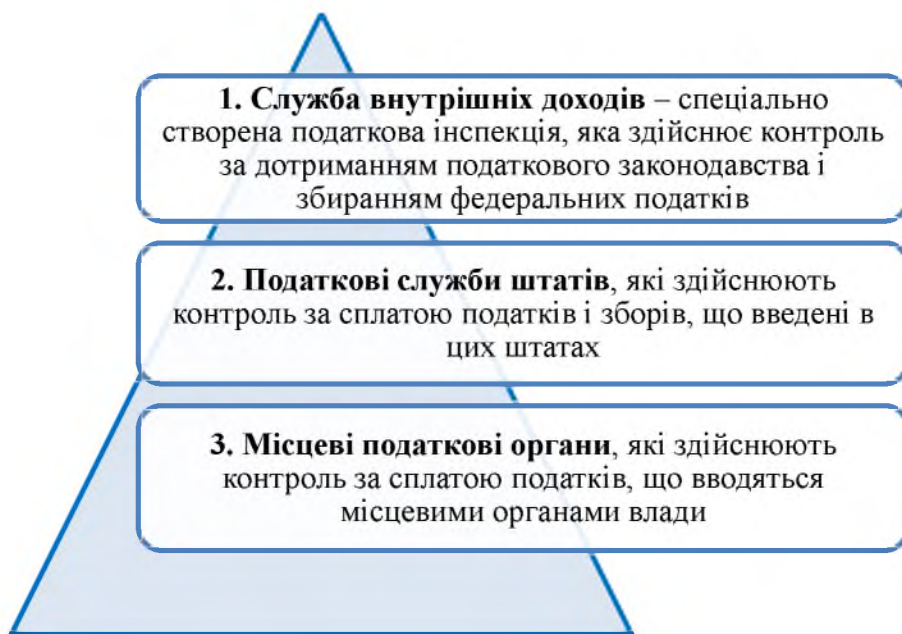 1. Служба внутрішніх доходів – спеціально
створена податкова інспекція, яка здійснює контроль
за дотриманням податкового законодавства і
збиранням федеральних податків
2. Податкові служби штатів, які здійснюють
контроль за сплатою податків і зборів, що введені в
цих штатах
3. Місцеві податкові органи, які здійснюють
контроль за сплатою податків, що вводяться
місцевими органами влади